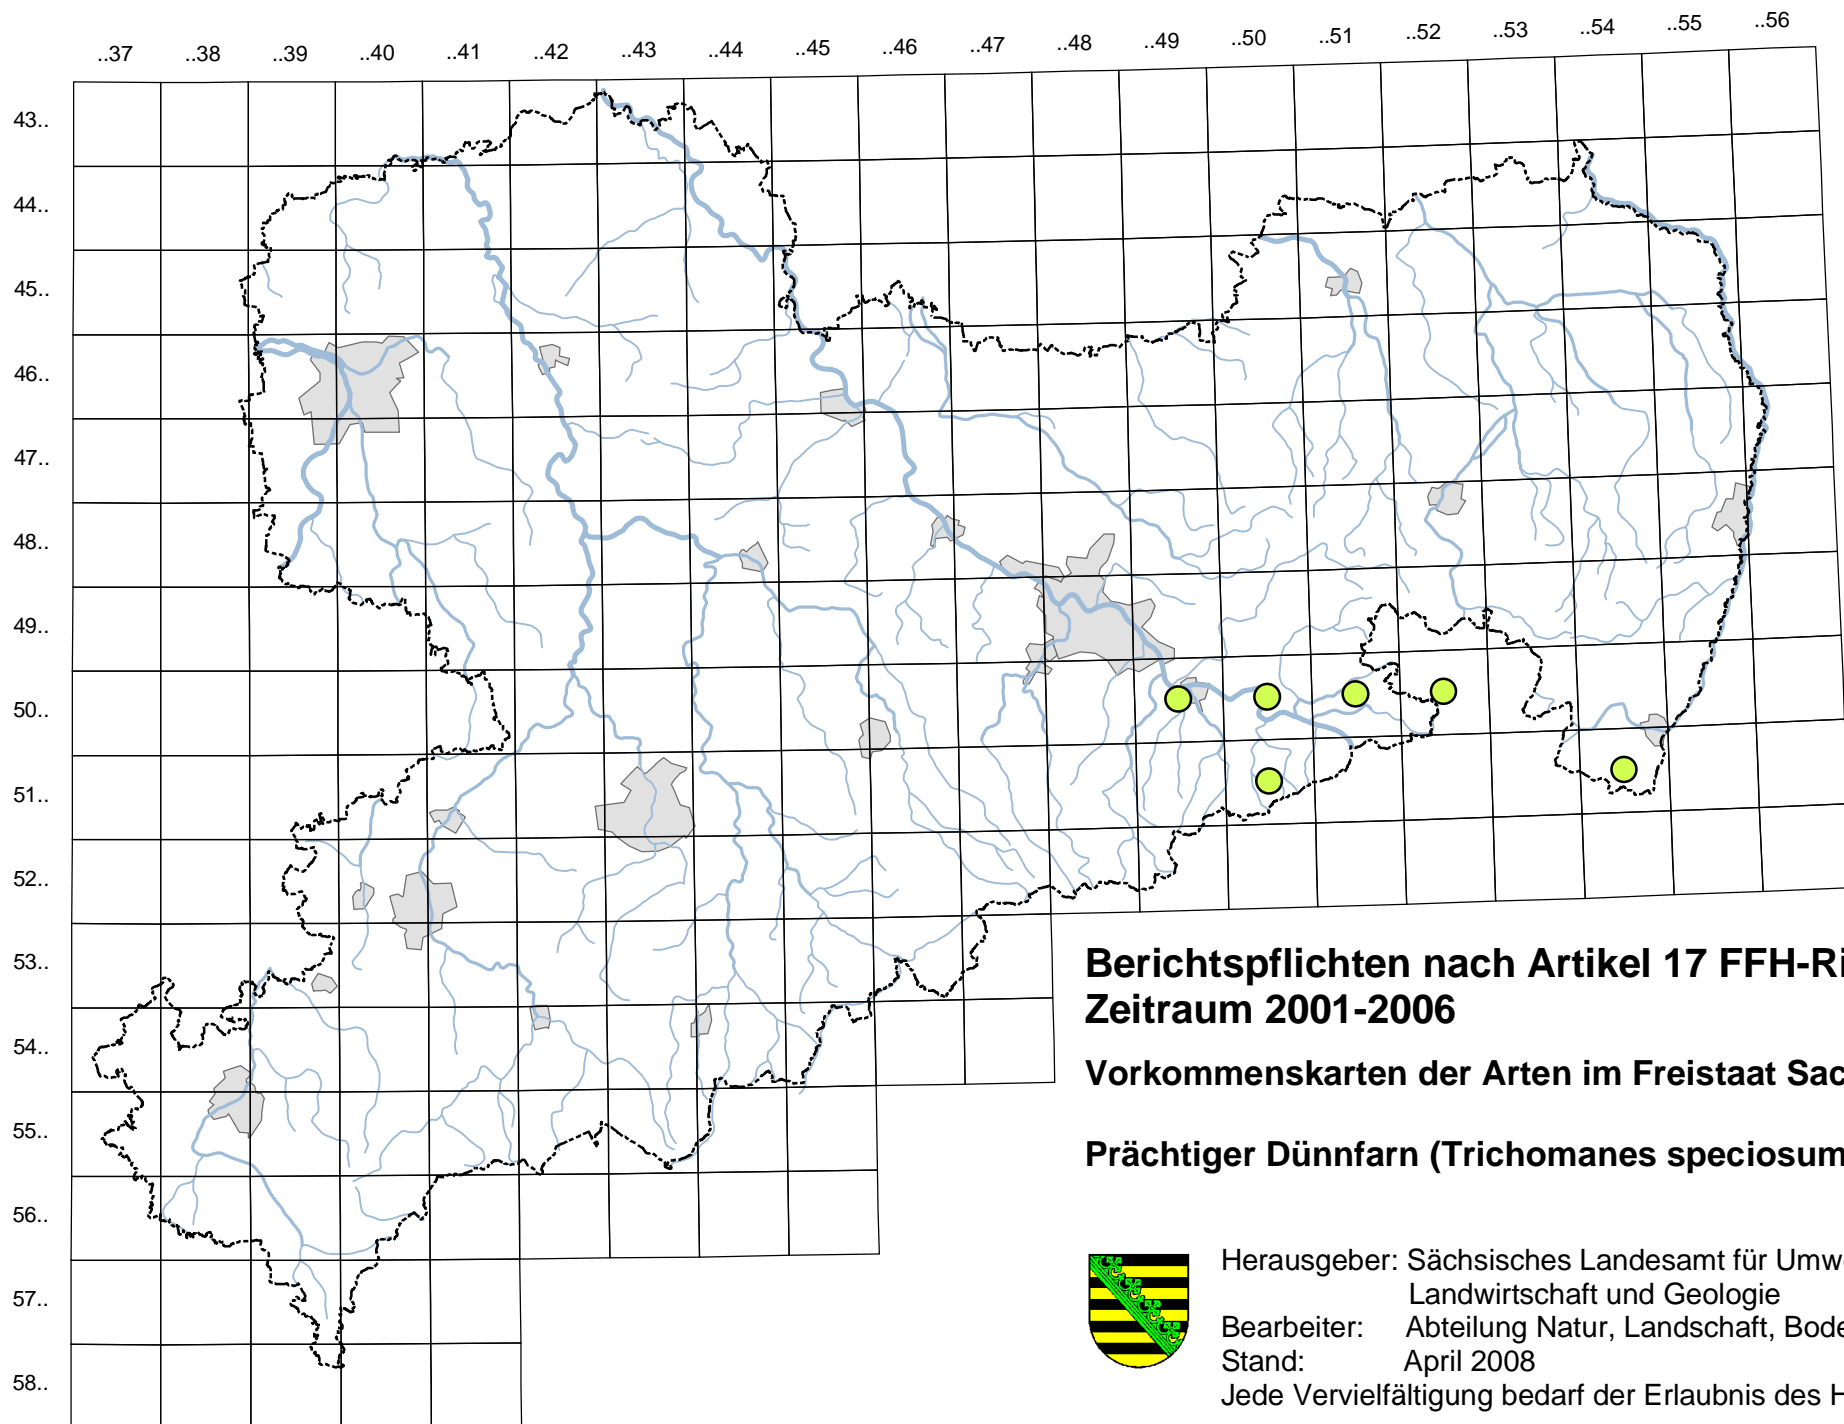 ..37 ..38 ..39 ..40 ..41 ..42 ..43 ..44 ..45 ..46 ..47 ..48 ..49 ..50 ..51 ..52 ..53 ..54 ..55 ..56
43..
44..
45..
46..
47..
48..
49..
50..
51..
52..
53..
54..
55..
56..
57..
58..
Berichtspflichten nach Artikel 17 FFH-Ri
Zeitraum 2001-2006
Vorkommenskarten der Arten im Freistaat Sac
Prächtiger Dünnfarn (Trichomanes speciosum
Herausgeber: Sächsisches Landesamt für Umw
Landwirtschaft und Geologie
Bearbeiter: Abteilung Natur, Landschaft, Bode
Stand: April 2008
Jede Vervielfältigung bedarf der Erlaubnis des H